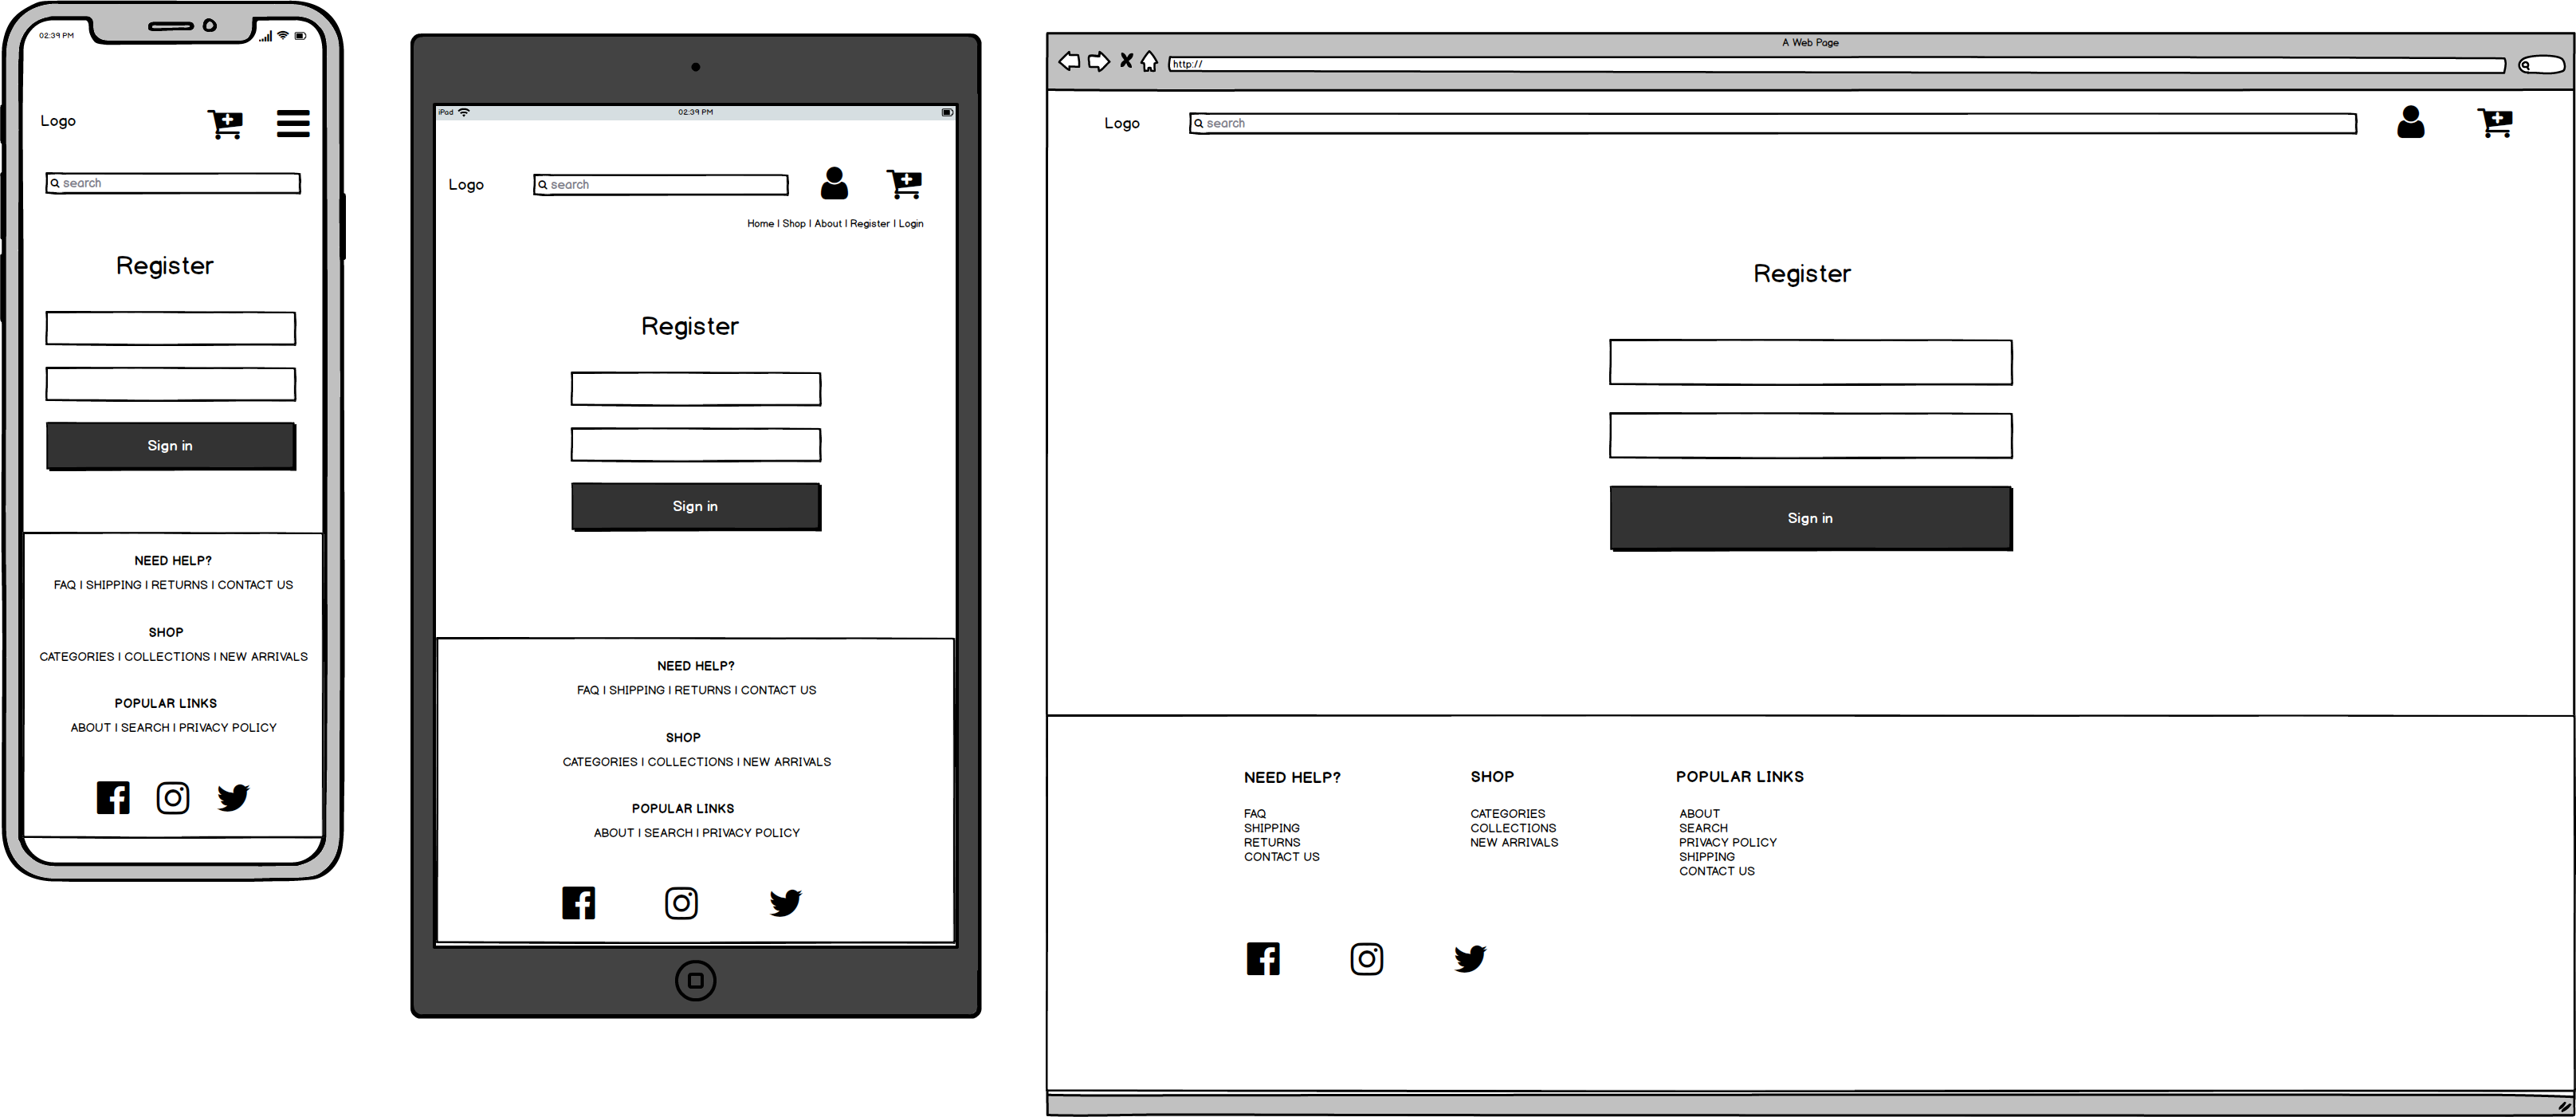 02:39 PM
Logo
search
Register
Sign in
NEED HELP?
FAQ | SHIPPING | RETURNS | CONTACT US
SHOP
CATEGORIES | COLLECTIONS | NEW ARRIVALS
POPULAR LINKS
ABOUT | SEARCH | PRIVACY POLICY
iPad
02:39 PM
Logo
search
Home | Shop | About | Register | Login
Register
Sign in
NEED HELP?
FAQ | SHIPPING | RETURNS | CONTACT US
SHOP
CATEGORIES | COLLECTIONS | NEW ARRIVALS
POPULAR LINKS
ABOUT | SEARCH | PRIVACY POLICY
A Web Page
http://
Logo
search
Register
Sign in
NEED HELP?
FAQ
SHIPPING
RETURNS
CONTACT US
SHOP
CATEGORIES
COLLECTIONS
NEW ARRIVALS
POPULAR LINKS
ABOUT
SEARCH
PRIVACY POLICY
SHIPPING
CONTACT US